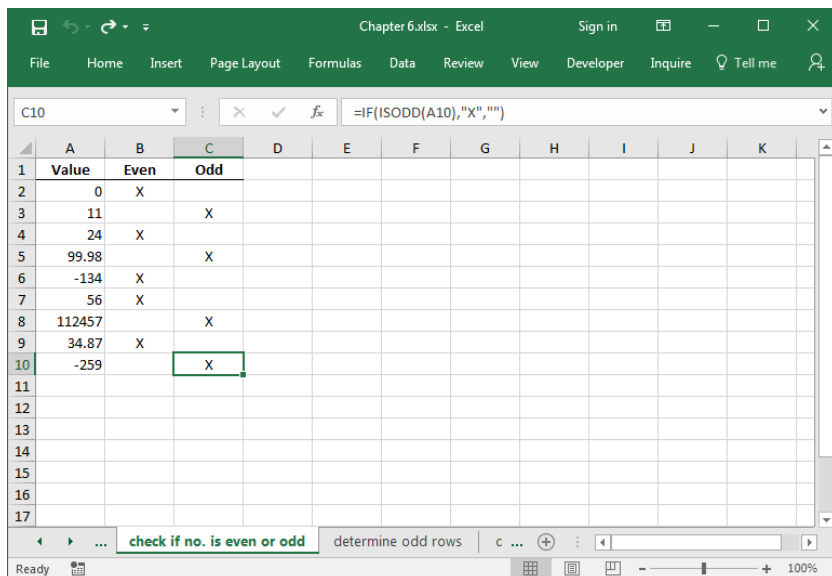 Chapter 6.xlsx - Excel Sign in
File Home Insert Page Layout Formulas Data Review View Developer Inquire Tell me
C10 fx =IF(ISODD(A10),"X","")
A B C D E F G H I J K
1 Value Even Odd
2 0 X
3 11 X
4 24 X
5 99.98 X
6 -134 X
7 56 X
8 112457 X
9 34.87 X
10 -259 X
11
12
13
14
15
16
17
... check if no. is even or odd determine odd rows c ...
Ready 100%